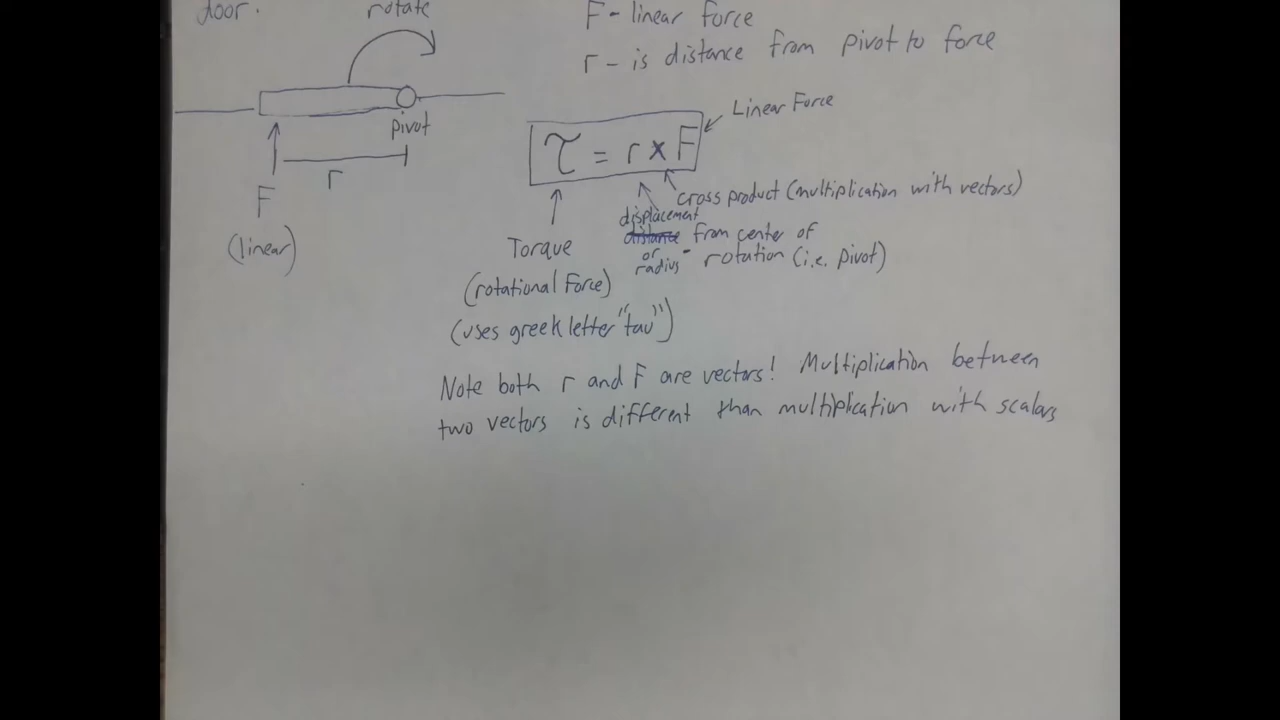 door.
rotate
pivot
r
F
(linear)
F - linear force
r - is distance from pivot to force
Linear Force
τ = r × F
cross product (multiplication with vectors)
displacement
distance from center of
or
radius - rotation (i.e. pivot)
Torque
(rotational Force)
(uses greek letter "tau")
Note both r and F are vectors! Multiplication between
two vectors is different than multiplication with scalars